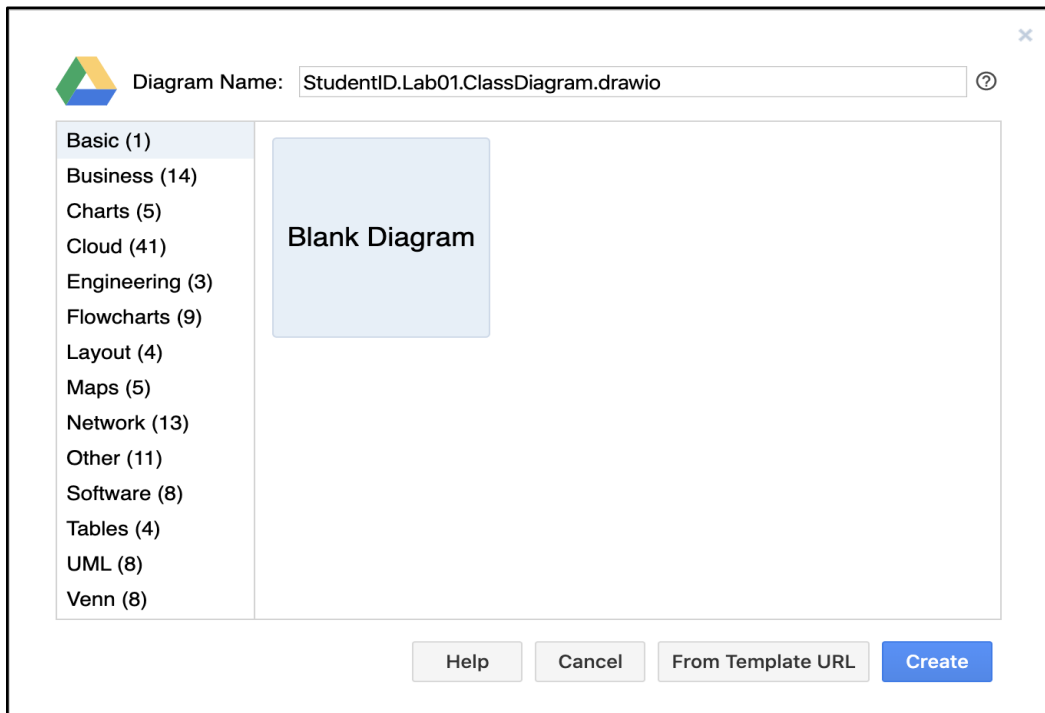 Diagram Name: StudentID.Lab01.ClassDiagram.drawio
Basic (1)
Business (14)
Charts (5)
Cloud (41)
Engineering (3)
Flowcharts (9)
Layout (4)
Maps (5)
Network (13)
Other (11)
Software (8)
Tables (4)
UML (8)
Venn (8)
Blank Diagram
Help Cancel From Template URL Create